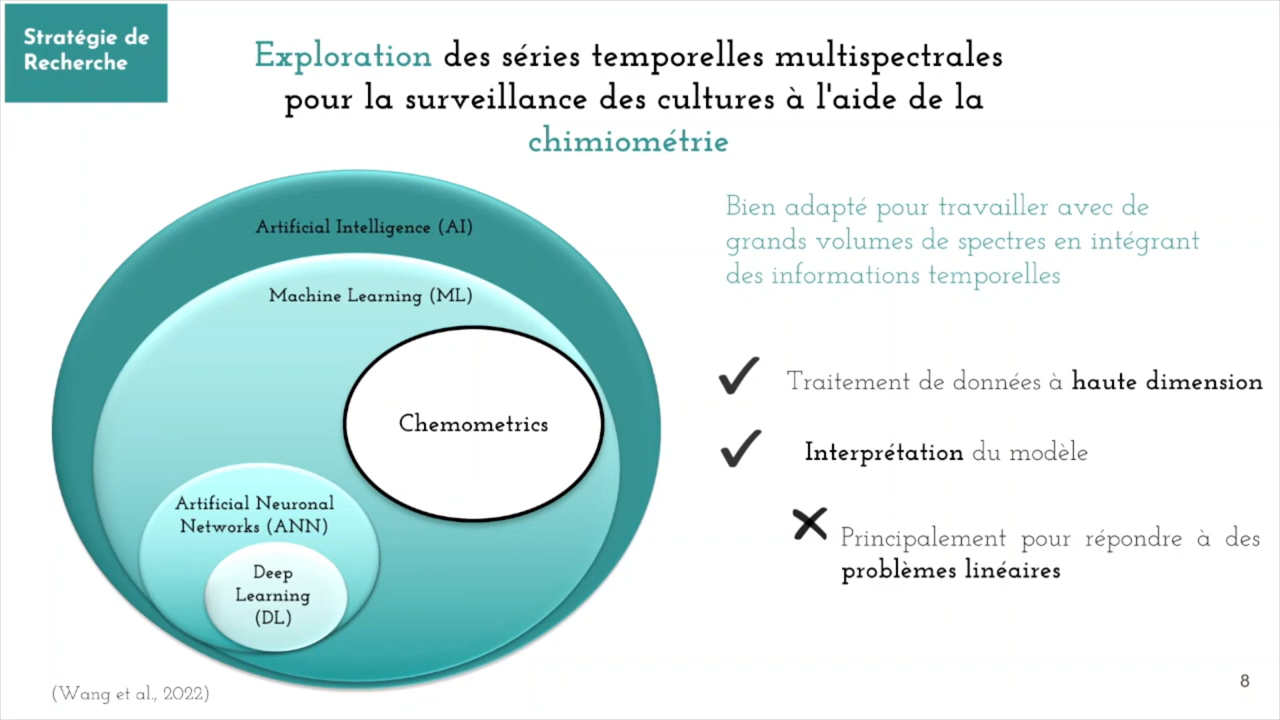 Stratégie de
Recherche
Exploration des séries temporelles multispectrales
pour la surveillance des cultures à l'aide de la
chimiométrie
Artificial Intelligence (AI)
Machine Learning (ML)
Chemometrics
Artificial Neuronal
Networks (ANN)
Deep
Learning
(DL)
(Wang et al., 2022)
Bien adapté pour travailler avec de
grands volumes de spectres en intégrant
des informations temporelles
Traitement de données à haute dimension
Interprétation du modèle
Principalement pour répondre à des
problèmes linéaires
8